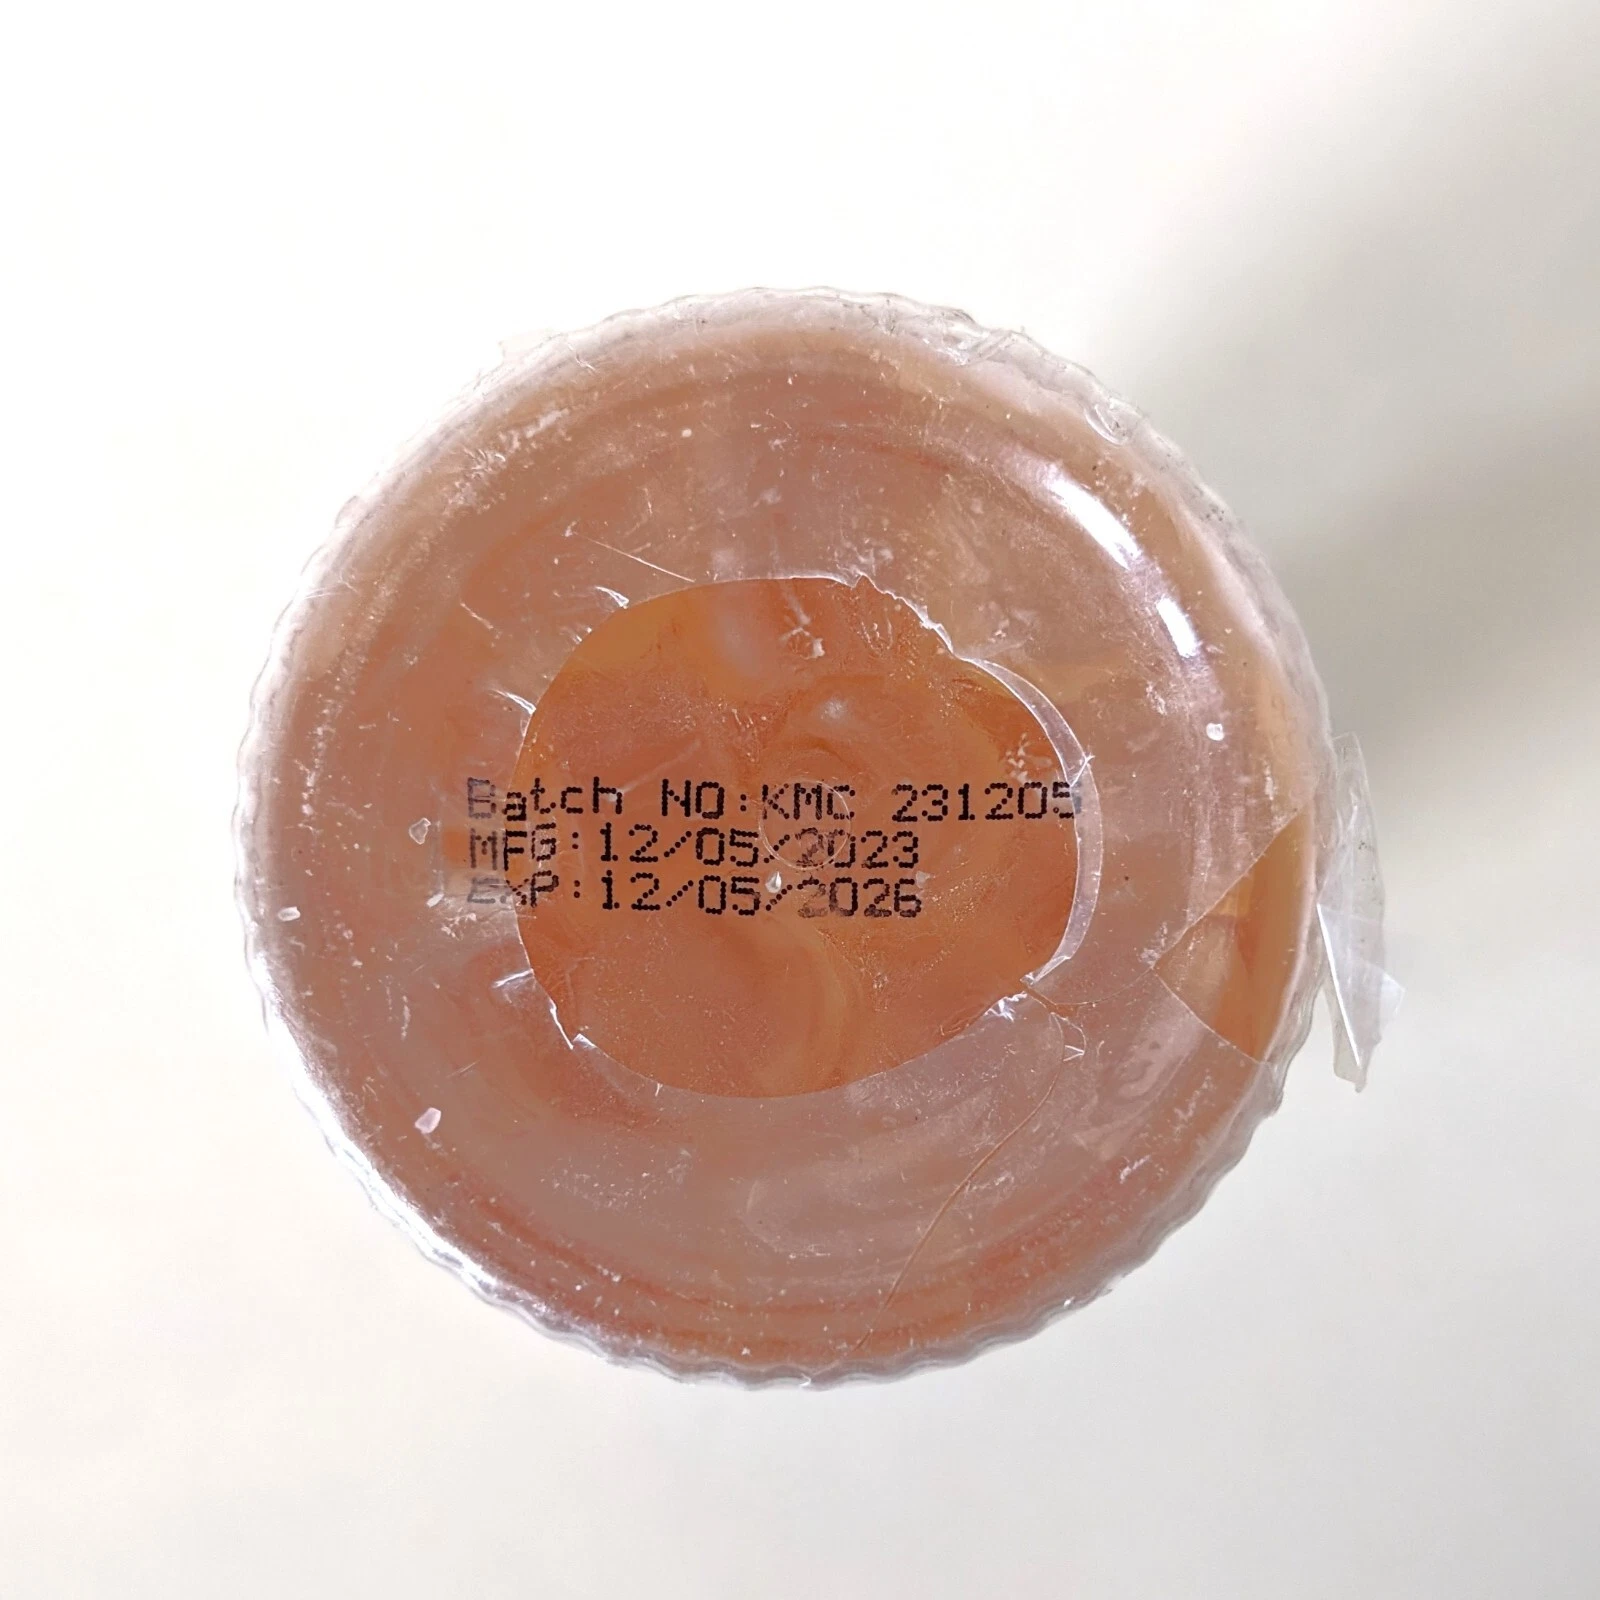 Batch NO:KMC 231205
MFG:12/05/2023
EXP:12/05/2026